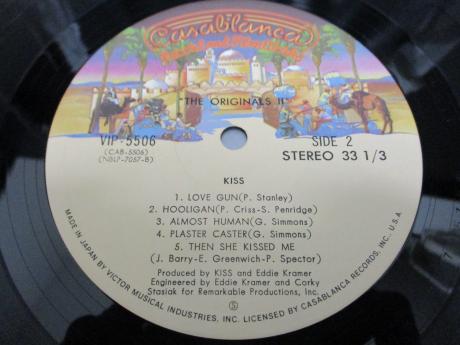 Casablanca
Record and FilmWorks
THE ORIGINALS II
VIP-5506
(CAB-5506)
(NBLP-7057-B)
SIDE 2
STEREO 33 1/3
KISS
1. LOVE GUN(P. Stanley)
2. HOOLIGAN(P. Criss-S. Penridge)
3. ALMOST HUMAN(G. Simmons)
4. PLASTER CASTER(G. Simmons)
5. THEN SHE KISSED ME
(J. Barry-E. Greenwich-P. Spector)
Produced by KISS and Eddie Kramer
Engineered by Eddie Kramer and Corky
Stasiak for Remarkable Productions, Inc.
Ⓢ
MADE IN JAPAN BY VICTOR MUSICAL INDUSTRIES, INC. LICENSED BY CASABLANCA RECORDS, INC., U.S.A.